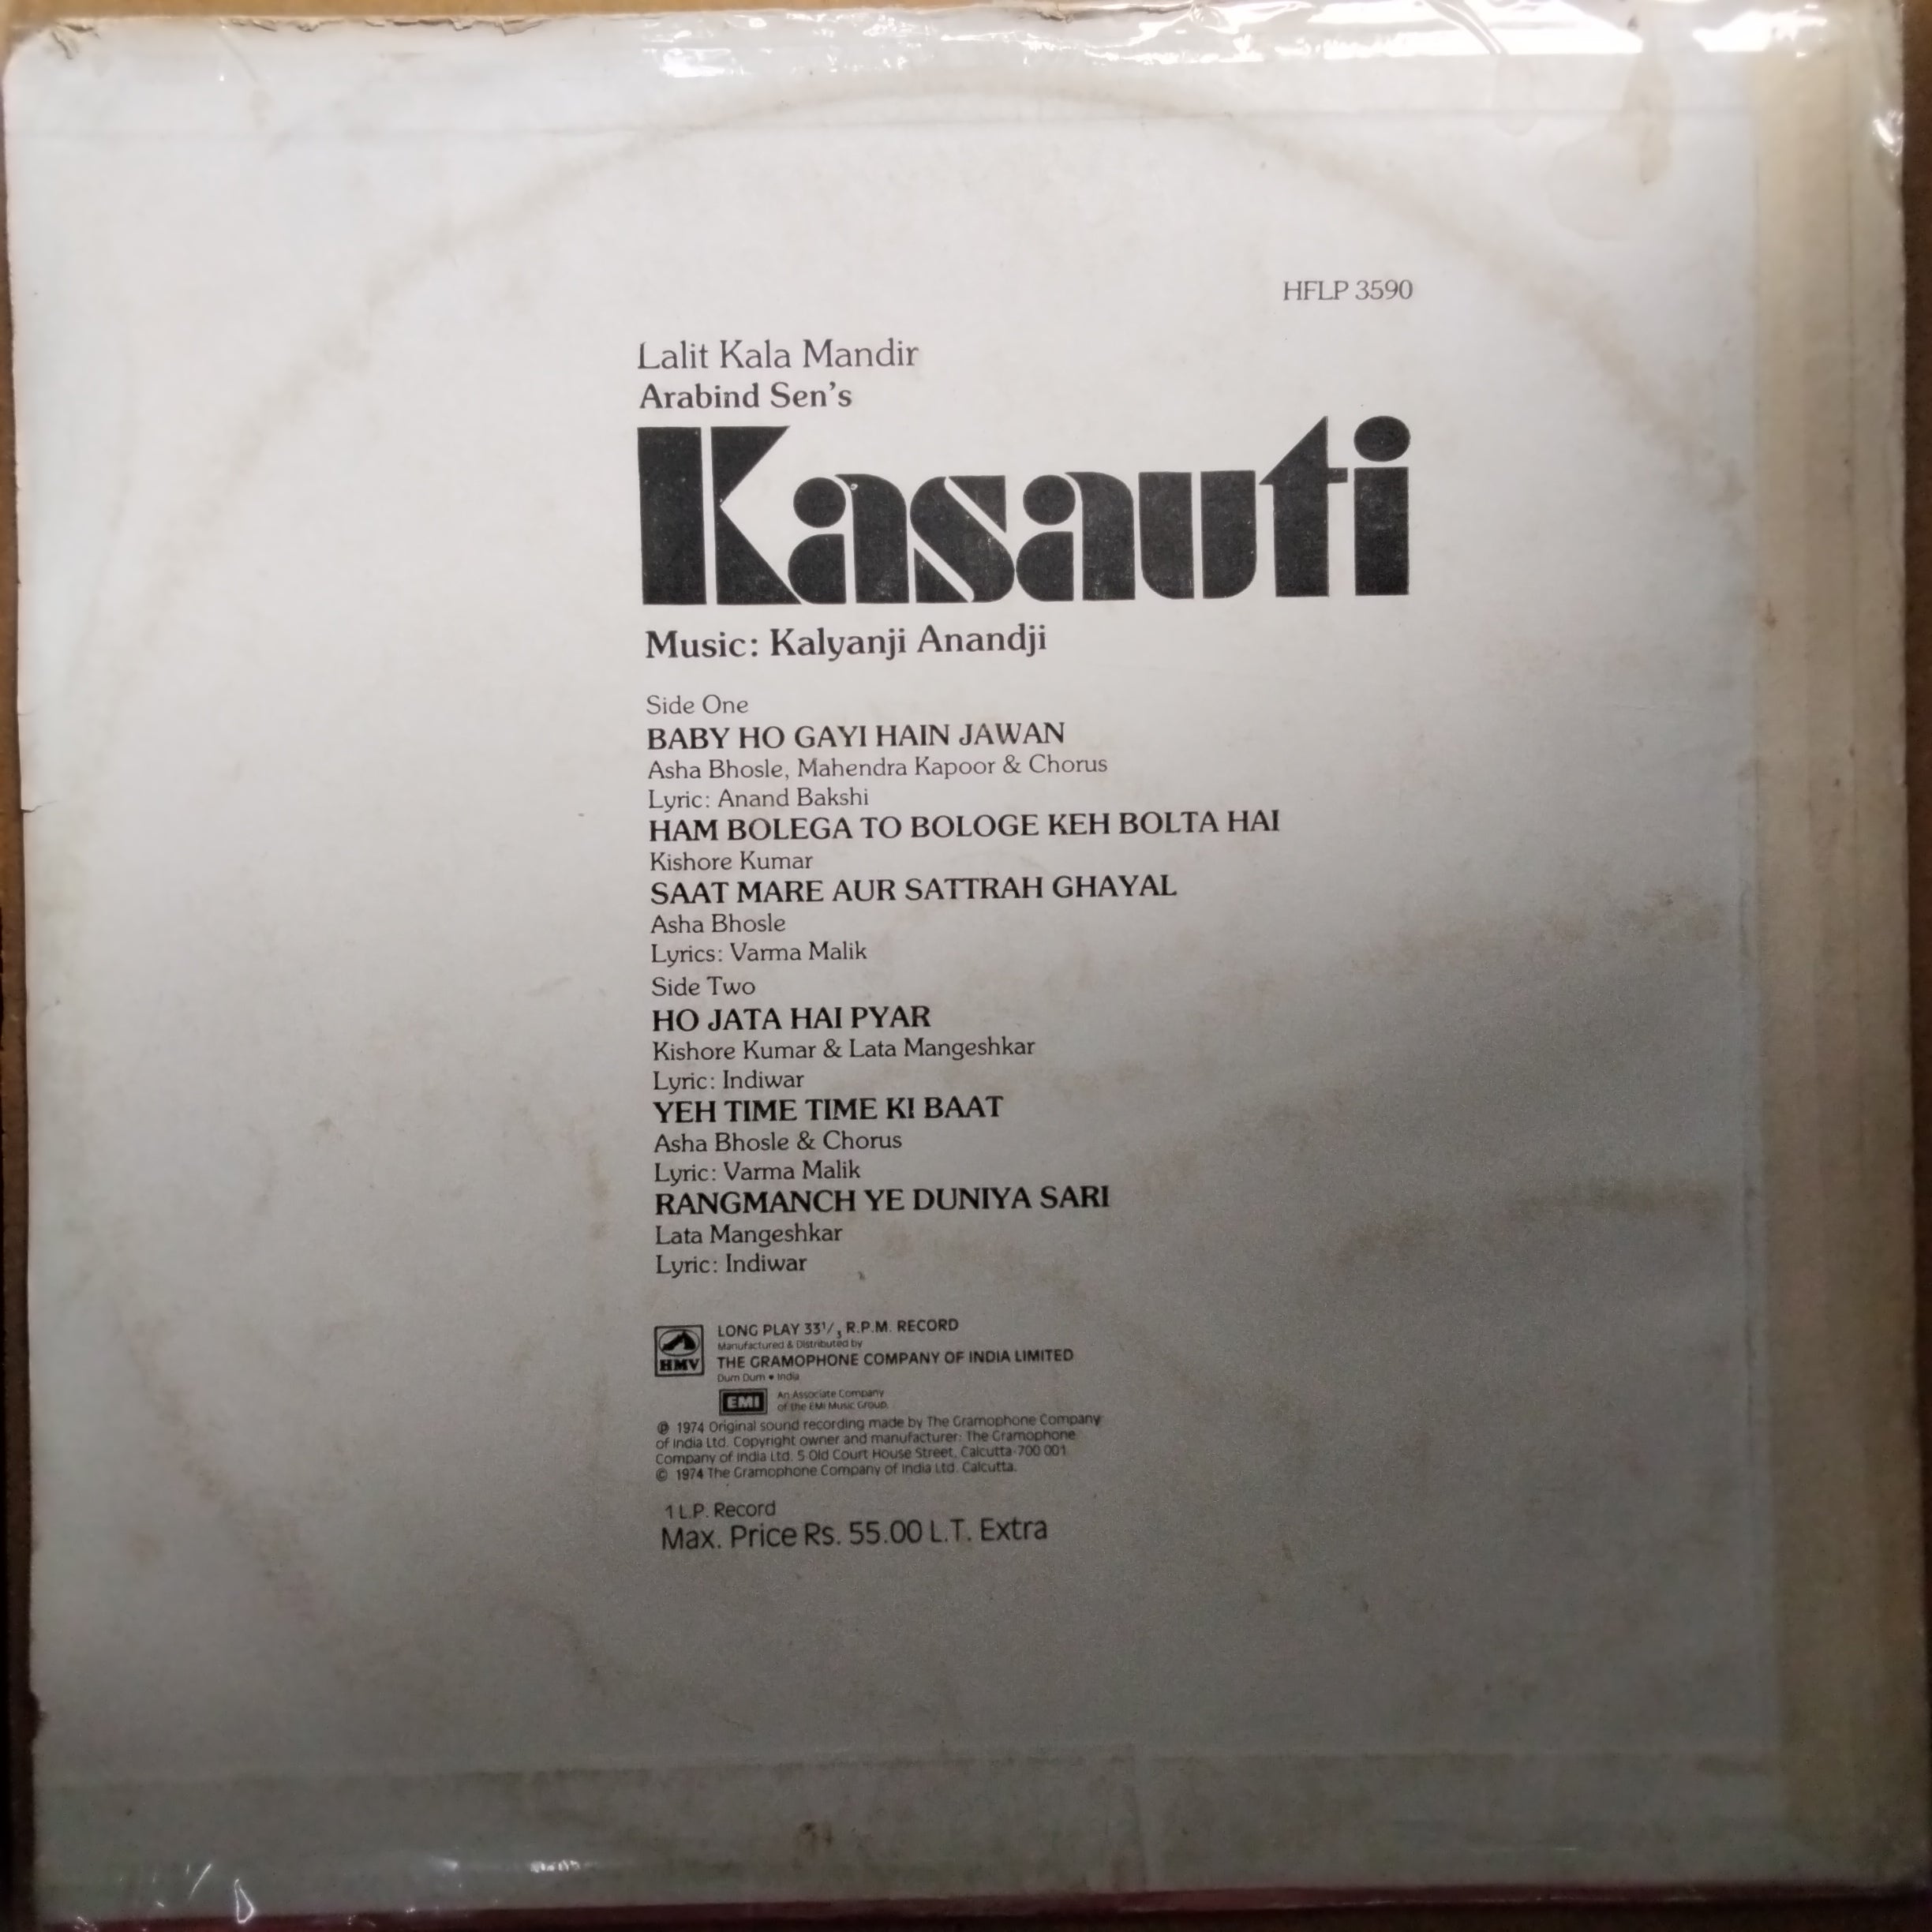 HFLP 3590
Lalit Kala Mandir
Arabind Sen's
Kasauti
Music: Kalyanji Anandji
Side One
BABY HO GAYI HAIN JAWAN
Asha Bhosle, Mahendra Kapoor & Chorus
Lyric: Anand Bakshi
HAM BOLEGA TO BOLOGE KEH BOLTA HAI
Kishore Kumar
SAAT MARE AUR SATTRAH GHAYAL
Asha Bhosle
Lyrics: Varma Malik
Side Two
HO JATA HAI PYAR
Kishore Kumar & Lata Mangeshkar
Lyric: Indiwar
YEH TIME TIME KI BAAT
Asha Bhosle & Chorus
Lyric: Varma Malik
RANGMANCH YE DUNIYA SARI
Lata Mangeshkar
Lyric: Indiwar
HMV
LONG PLAY 33 1/3 R.P.M. RECORD
Manufactured & Distributed by
THE GRAMOPHONE COMPANY OF INDIA LIMITED
Dum Dum • India
EMI
An Associate Company
of the EMI Music Group.
℗ 1974 Original sound recording made by The Gramophone Company
of India Ltd. Copyright owner and manufacturer: The Gramophone
Company of India Ltd. 5 Old Court House Street, Calcutta-700 001
© 1974 The Gramophone Company of India Ltd. Calcutta.
1 L.P. Record
Max. Price Rs. 55.00 L.T. Extra